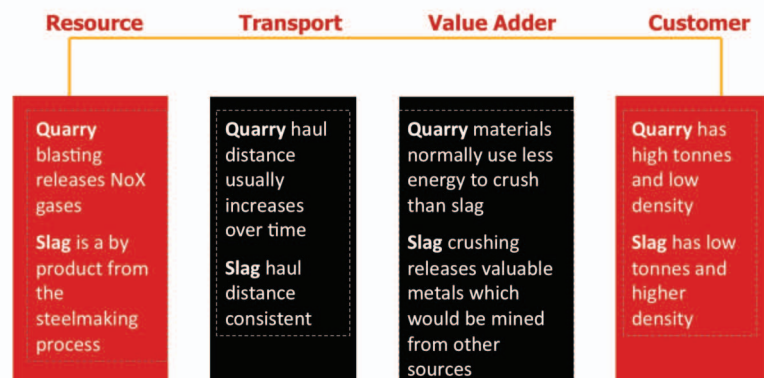 Resource
Transport
Value Adder
Customer
Quarry
blasting
releases NoX
gases
Slag is a by
product from
the
steelmaking
process
Quarry haul
distance
usually
increases
over time
Slag haul
distance
consistent
Quarry materials
normally use less
energy to crush
than slag
Slag crushing
releases valuable
metals which
would be mined
from other
sources
Quarry has
high tonnes
and low
density
Slag has low
tonnes and
higher
density